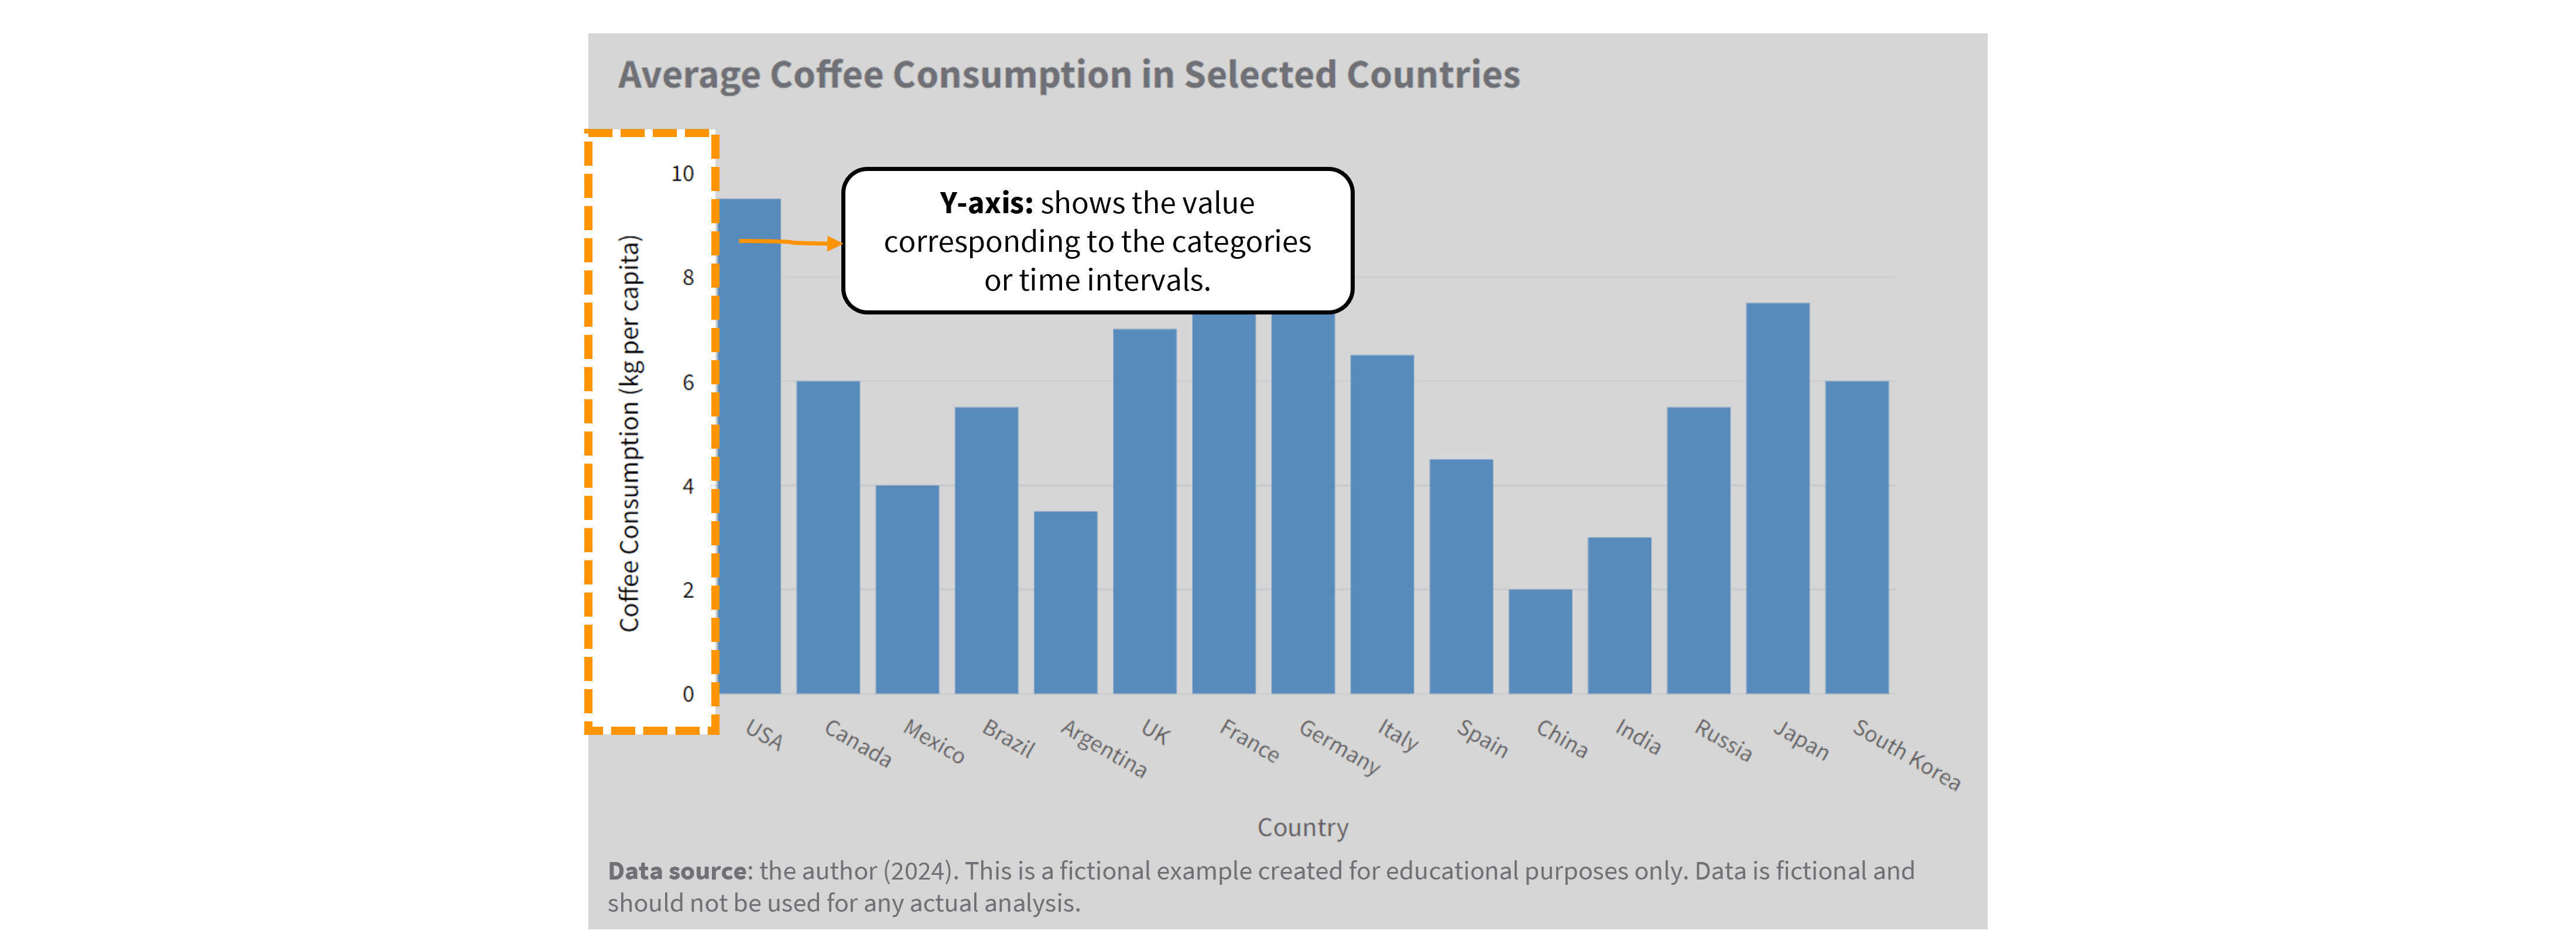 Average Coffee Consumption in Selected Countries
10
8
6
4
2
0
Coffee Consumption (kg per capita)
Y-axis: shows the value
corresponding to the categories
or time intervals.
USA
Canada
Mexico
Brazil
Argentina
UK
France
Germany
Italy
Spain
China
India
Russia
Japan
South Korea
Country
Data source: the author (2024). This is a fictional example created for educational purposes only. Data is fictional and
should not be used for any actual analysis.